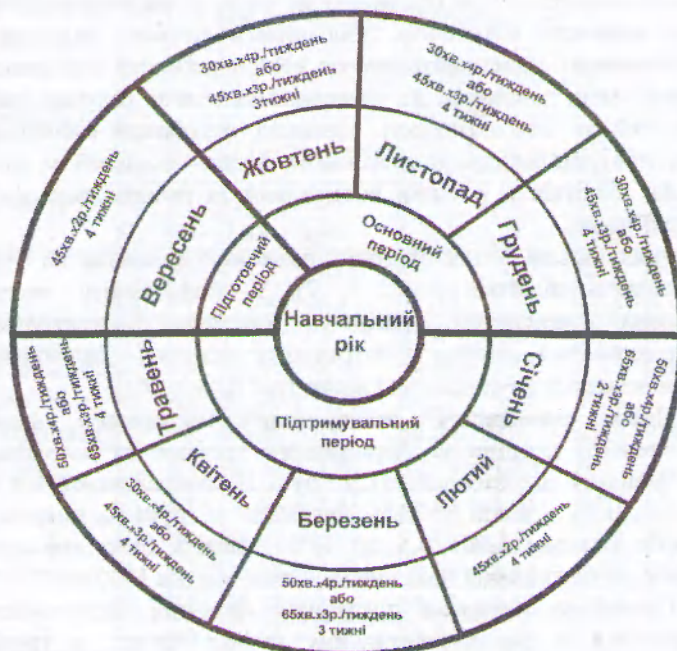 Навчальний
рік
Підготовчий
період
Основний
період
Підтримувальний
період
45хв.х2р./тиждень
4 тижні
Вересень
30хв.х4р./тиждень
або
45хв.х3р./тиждень
3тижні
Жовтень
30хв.х4р./тиждень
або
45хв.х3р./тиждень
4 тижні
Листопад
30хв.х4р./тиждень
або
45хв.х3р./тиждень
4 тижні
Грудень
50хв.х4р./тиждень
або
65хв.х3р./тиждень
2 тижні
Січень
45хв.х2р./тиждень
4 тижні
Лютий
Березень
50хв.х4р./тиждень
або
65хв.х3р./тиждень
3 тижні
Квітень
30хв.х4р./тиждень
або
45хв.х3р./тиждень
4 тижні
Травень
65хв.х3р./тиждень
4 тижні
або
50хв.х4р./тиждень